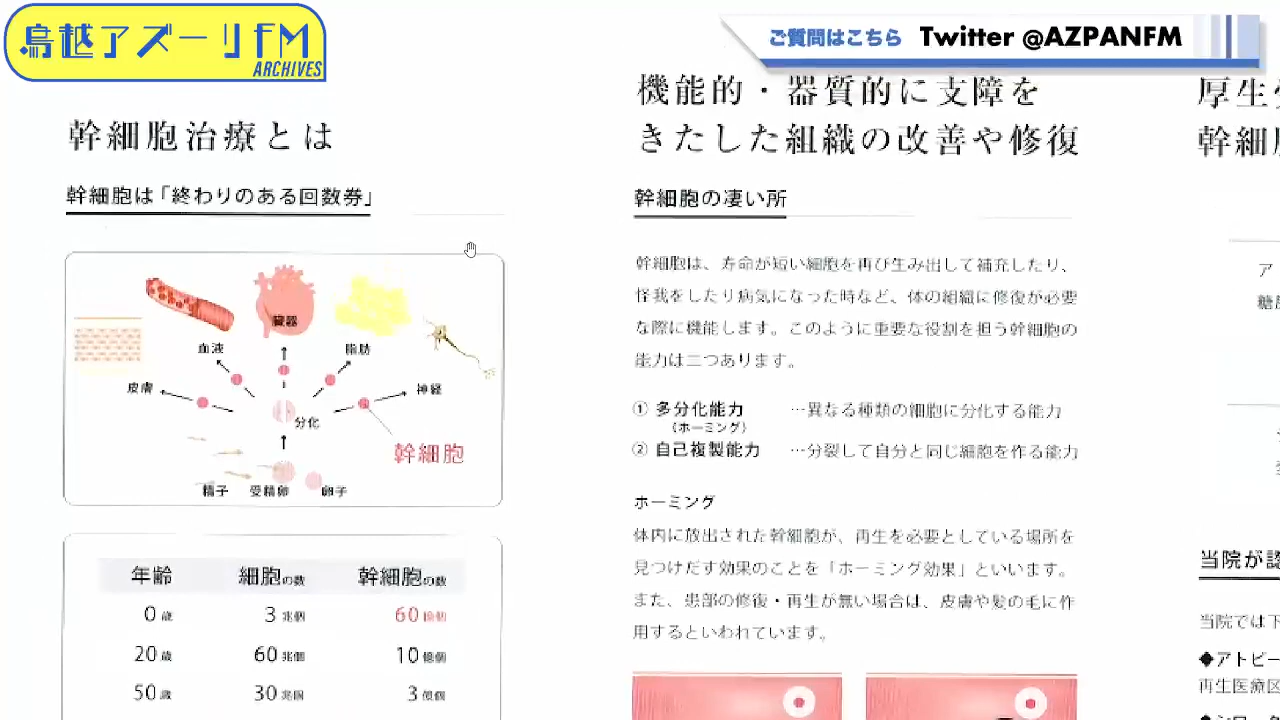 鳥越アズーリFM
ARCHIVES
ご質問はこちら Twitter @AZPANFM
幹細胞治療とは
幹細胞は「終わりのある回数券」
臓器
血液
脂肪
皮膚
神経
分化
幹細胞
精子
受精卵
卵子
年齢 細胞の数 幹細胞の数
0歳 3兆個 60億個
20歳 60兆個 10億個
50歳 30兆個 3億個
機能的・器質的に支障を
きたした組織の改善や修復
幹細胞の凄い所
幹細胞は、寿命が短い細胞を再び生み出して補充したり、
怪我をしたり病気になった時など、体の組織に修復が必要
な際に機能します。このように重要な役割を担う幹細胞の
能力は二つあります。
① 多分化能力 …異なる種類の細胞に分化する能力
(ホーミング)
② 自己複製能力 …分裂して自分と同じ細胞を作る能力
ホーミング
体内に放出された幹細胞が、再生を必要としている場所を
見つけだす効果のことを「ホーミング効果」といいます。
また、患部の修復・再生が無い場合は、皮膚や髪の毛に作
用するといわれています。
厚生
幹細
ア
糖
当院が
当院では下
◆アトピー
再生医療区